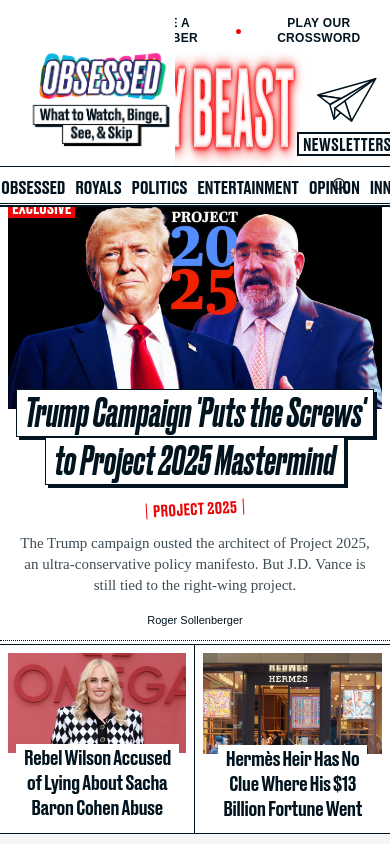 E A
BER
PLAY OUR
CROSSWORD
OBSESSED
What to Watch, Binge,
See, & Skip
Y BEAST
NEWSLETTERS
OBSESSED ROYALS POLITICS ENTERTAINMENT OPINION INN
EXCLUSIVE
PROJECT
20
25
Trump Campaign 'Puts the Screws'
to Project 2025 Mastermind
PROJECT 2025
The Trump campaign ousted the architect of Project 2025,
an ultra-conservative policy manifesto. But J.D. Vance is
still tied to the right-wing project.
Roger Sollenberger
OMEGA
Rebel Wilson Accused
of Lying About Sacha
Baron Cohen Abuse
HERMÈS
HERMÈS
Hermès Heir Has No
Clue Where His $13
Billion Fortune Went